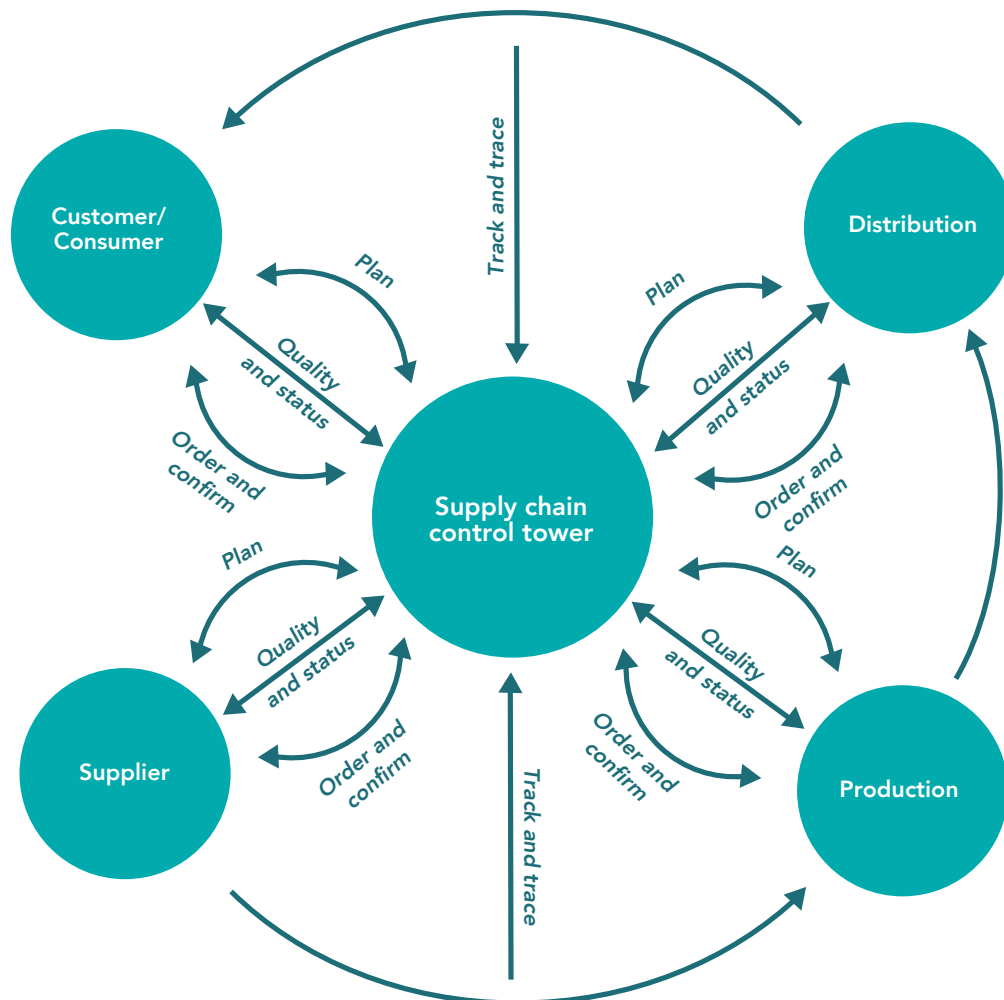 Track and trace
Customer/
Consumer
Distribution
Plan
Quality
and status
Order and
confirm
Plan
Quality
and status
Order and
confirm
Supply chain
control tower
Plan
Quality
and status
Order and
confirm
Supplier
Plan
Quality
and status
Order and
confirm
Production
Track and trace